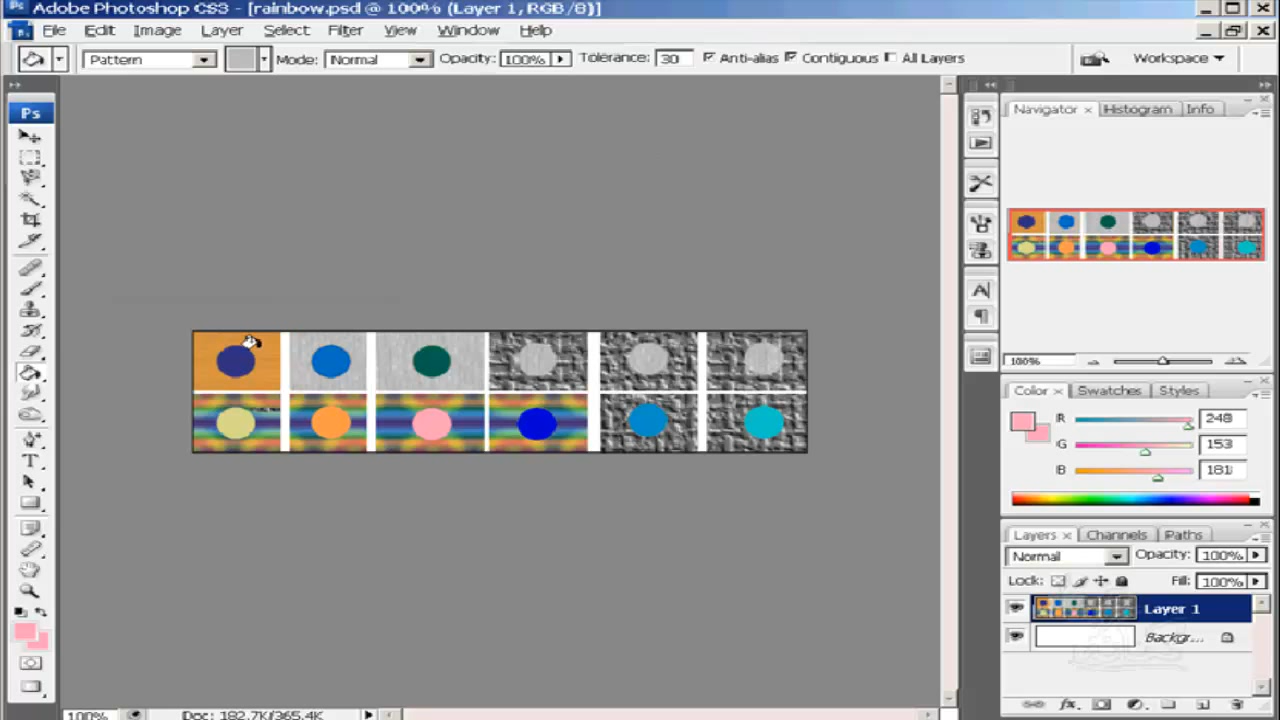 Adobe Photoshop CS3 - [rainbow.psd @ 100% (Layer 1, RGB/8)]
Ps File Edit Image Layer Select Filter View Window Help
Pattern Mode: Normal Opacity: 100% Tolerance: 30 Anti-alias Contiguous All Layers Workspace
Ps
Navigator × Histogram Info
100%
Color × Swatches Styles
R 248
G 153
B 181
Layers × Channels Paths
Normal Opacity: 100%
Lock: Fill: 100%
Layer 1
Backgr...
100% Doc: 182.7K/365.4K